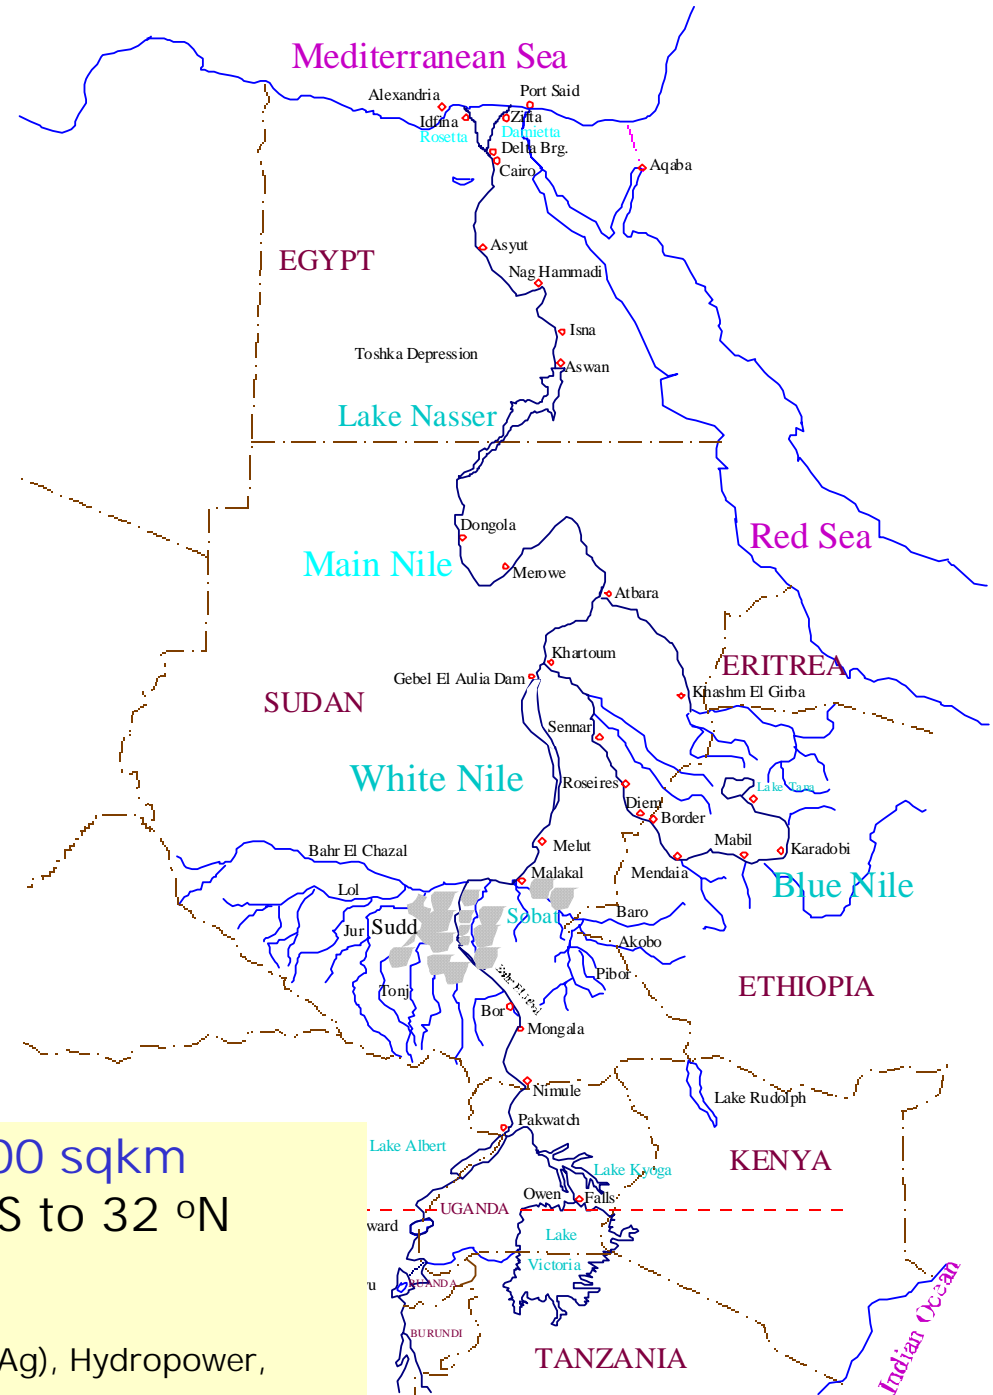 Mediterranean Sea
Alexandria
Port Said
Idfina
Zifta
Rosetta
Damietta
Delta Brg.
Cairo
Aqaba
Asyut
EGYPT
Nag Hammadi
Isna
Toshka Depression
Aswan
Lake Nasser
Dongola
Red Sea
Main Nile
Merowe
Atbara
Khartoum
ERITREA
Gebel El Aulia Dam
Khashm El Girba
SUDAN
Sennar
White Nile
Roseires
Lake Tana
Diem
Border
Melut
Mabil
Karadobi
Bahr El Chazal
Malakal
Mendaia
Lol
Blue Nile
Sobat
Baro
Jur
Sudd
Akobo
Pibor
Tonj
ETHIOPIA
Bor
Mongala
Nimule
Lake Rudolph
Pakwatch
Lake Albert
KENYA
Lake Kyoga
00 sqkm
Owen
Falls
UGANDA
S to 32 ºN
ward
Lake
Victoria
ru
RUANDA
Indian Ocean
BURUNDI
TANZANIA
Ag), Hydropower,